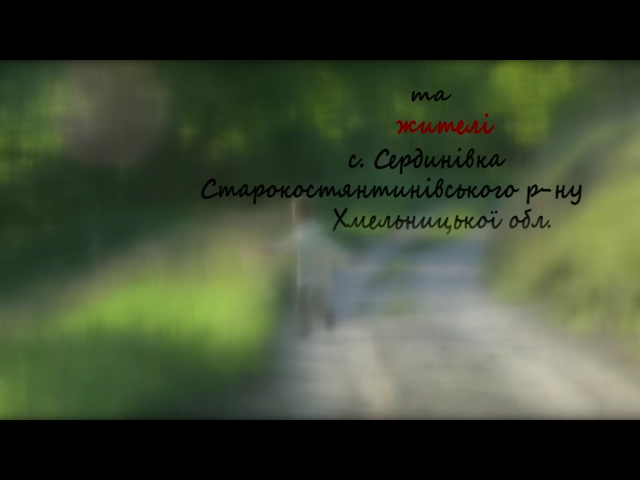 та
жителі
с. Сердинівка
Старокостянтинівського р-ну
Хмельницької обл.